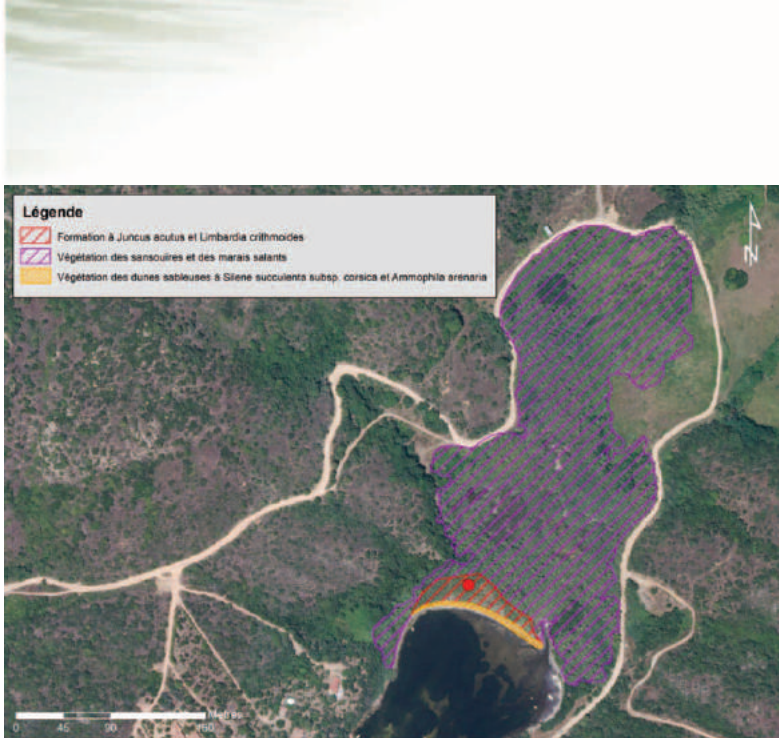 Légende
Formation à Juncus acutus et Limbarda crithmoides
Végétation des sansouires et des marais salants
Végétation des dunes sableuses à Silene succulenta subsp. corsica et Ammophila arenaria
N
Mètres
0 45 90 180